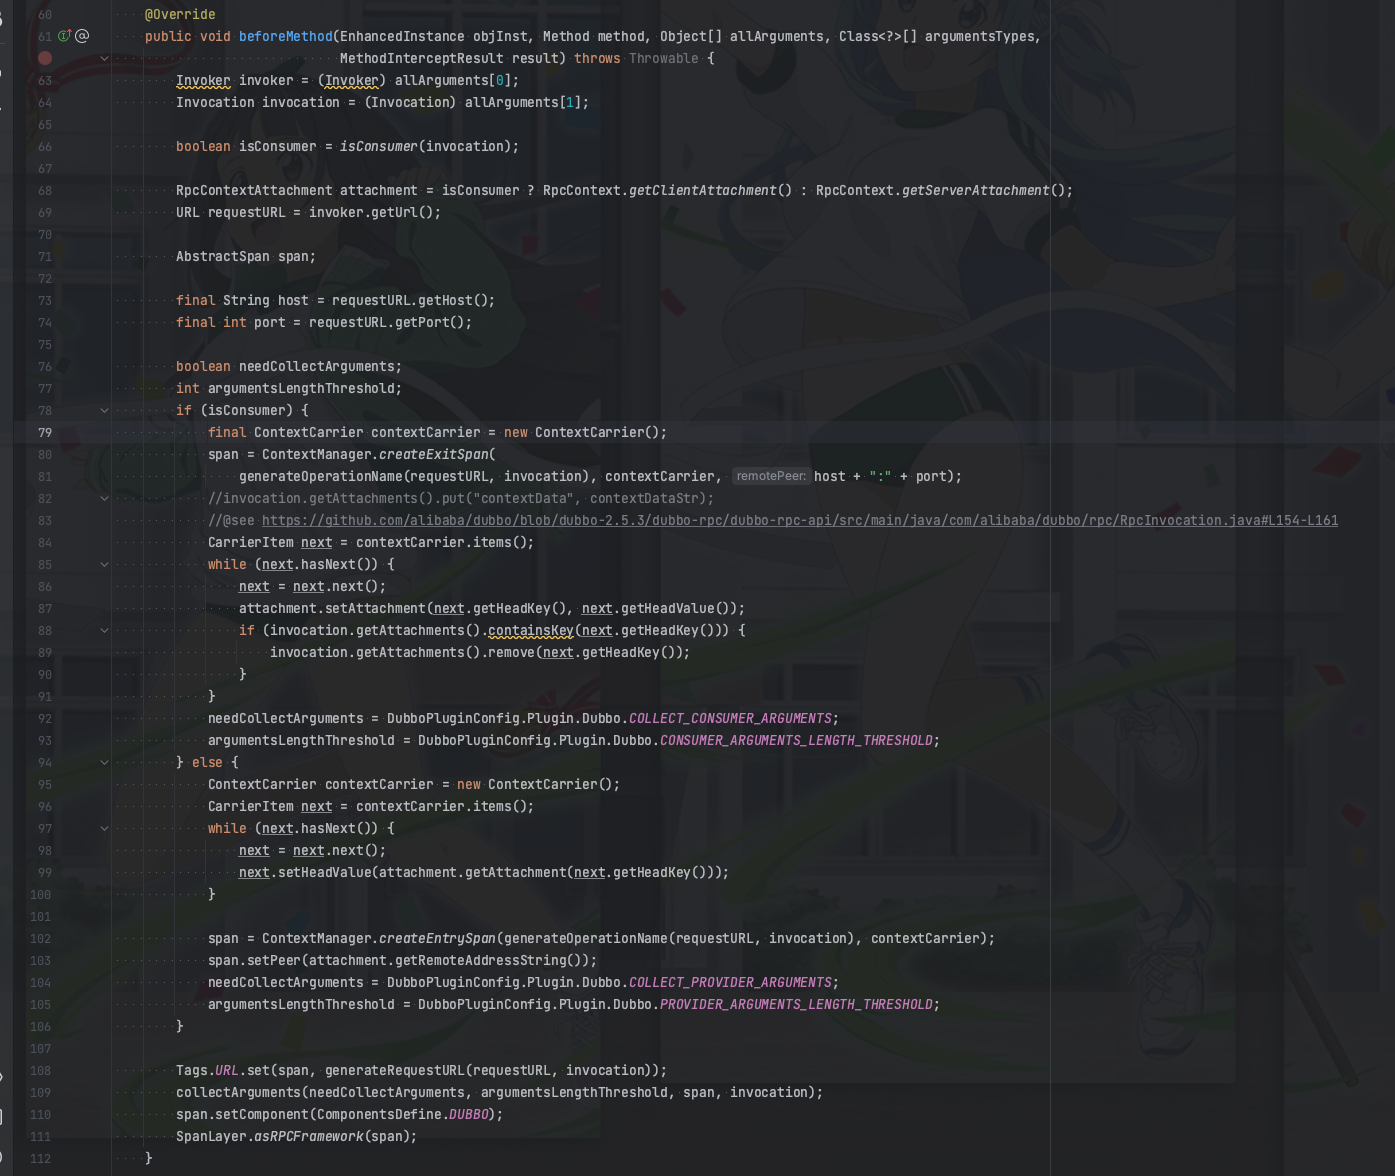 60 @Override
61 public void beforeMethod(EnhancedInstance objInst, Method method, Object[] allArguments, Class<?>[] argumentsTypes,
MethodInterceptResult result) throws Throwable {
63 Invoker invoker = (Invoker) allArguments[0];
64 Invocation invocation = (Invocation) allArguments[1];
65
66 boolean isConsumer = isConsumer(invocation);
67
68 RpcContextAttachment attachment = isConsumer ? RpcContext.getClientAttachment() : RpcContext.getServerAttachment();
69 URL requestURL = invoker.getUrl();
70
71 AbstractSpan span;
72
73 final String host = requestURL.getHost();
74 final int port = requestURL.getPort();
75
76 boolean needCollectArguments;
77 int argumentsLengthThreshold;
78 if (isConsumer) {
79 final ContextCarrier contextCarrier = new ContextCarrier();
80 span = ContextManager.createExitSpan(
81 generateOperationName(requestURL, invocation), contextCarrier, remotePeer: host + ":" + port);
82 //invocation.getAttachments().put("contextData", contextDataStr);
83 //@see https://github.com/alibaba/dubbo/blob/dubbo-2.5.3/dubbo-rpc/dubbo-rpc-api/src/main/java/com/alibaba/dubbo/rpc/RpcInvocation.java#L154-L161
84 CarrierItem next = contextCarrier.items();
85 while (next.hasNext()) {
86 next = next.next();
87 attachment.setAttachment(next.getHeadKey(), next.getHeadValue());
88 if (invocation.getAttachments().containsKey(next.getHeadKey())) {
89 invocation.getAttachments().remove(next.getHeadKey());
90 }
91 }
92 needCollectArguments = DubboPluginConfig.Plugin.Dubbo.COLLECT_CONSUMER_ARGUMENTS;
93 argumentsLengthThreshold = DubboPluginConfig.Plugin.Dubbo.CONSUMER_ARGUMENTS_LENGTH_THRESHOLD;
94 } else {
95 ContextCarrier contextCarrier = new ContextCarrier();
96 CarrierItem next = contextCarrier.items();
97 while (next.hasNext()) {
98 next = next.next();
99 next.setHeadValue(attachment.getAttachment(next.getHeadKey()));
100 }
101
102 span = ContextManager.createEntrySpan(generateOperationName(requestURL, invocation), contextCarrier);
103 span.setPeer(attachment.getRemoteAddressString());
104 needCollectArguments = DubboPluginConfig.Plugin.Dubbo.COLLECT_PROVIDER_ARGUMENTS;
105 argumentsLengthThreshold = DubboPluginConfig.Plugin.Dubbo.PROVIDER_ARGUMENTS_LENGTH_THRESHOLD;
106 }
107
108 Tags.URL.set(span, generateRequestURL(requestURL, invocation));
109 collectArguments(needCollectArguments, argumentsLengthThreshold, span, invocation);
110 span.setComponent(ComponentsDefine.DUBBO);
111 SpanLayer.asRPCFramework(span);
112 }